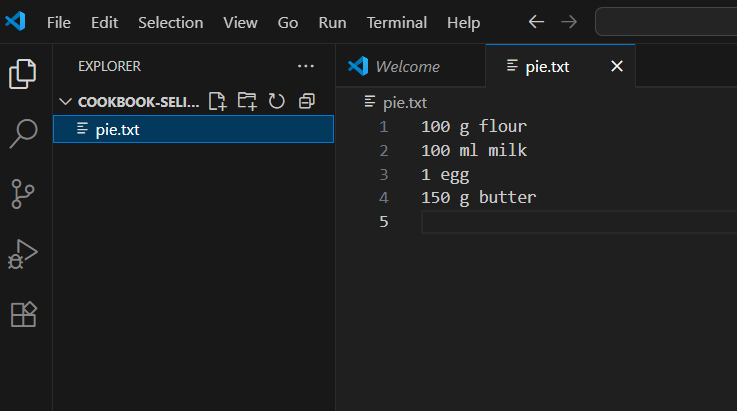 File Edit Selection View Go Run Terminal Help
EXPLORER
COOKBOOK-SELI...
pie.txt
Welcome
pie.txt
pie.txt
1 100 g flour
2 100 ml milk
3 1 egg
4 150 g butter
5